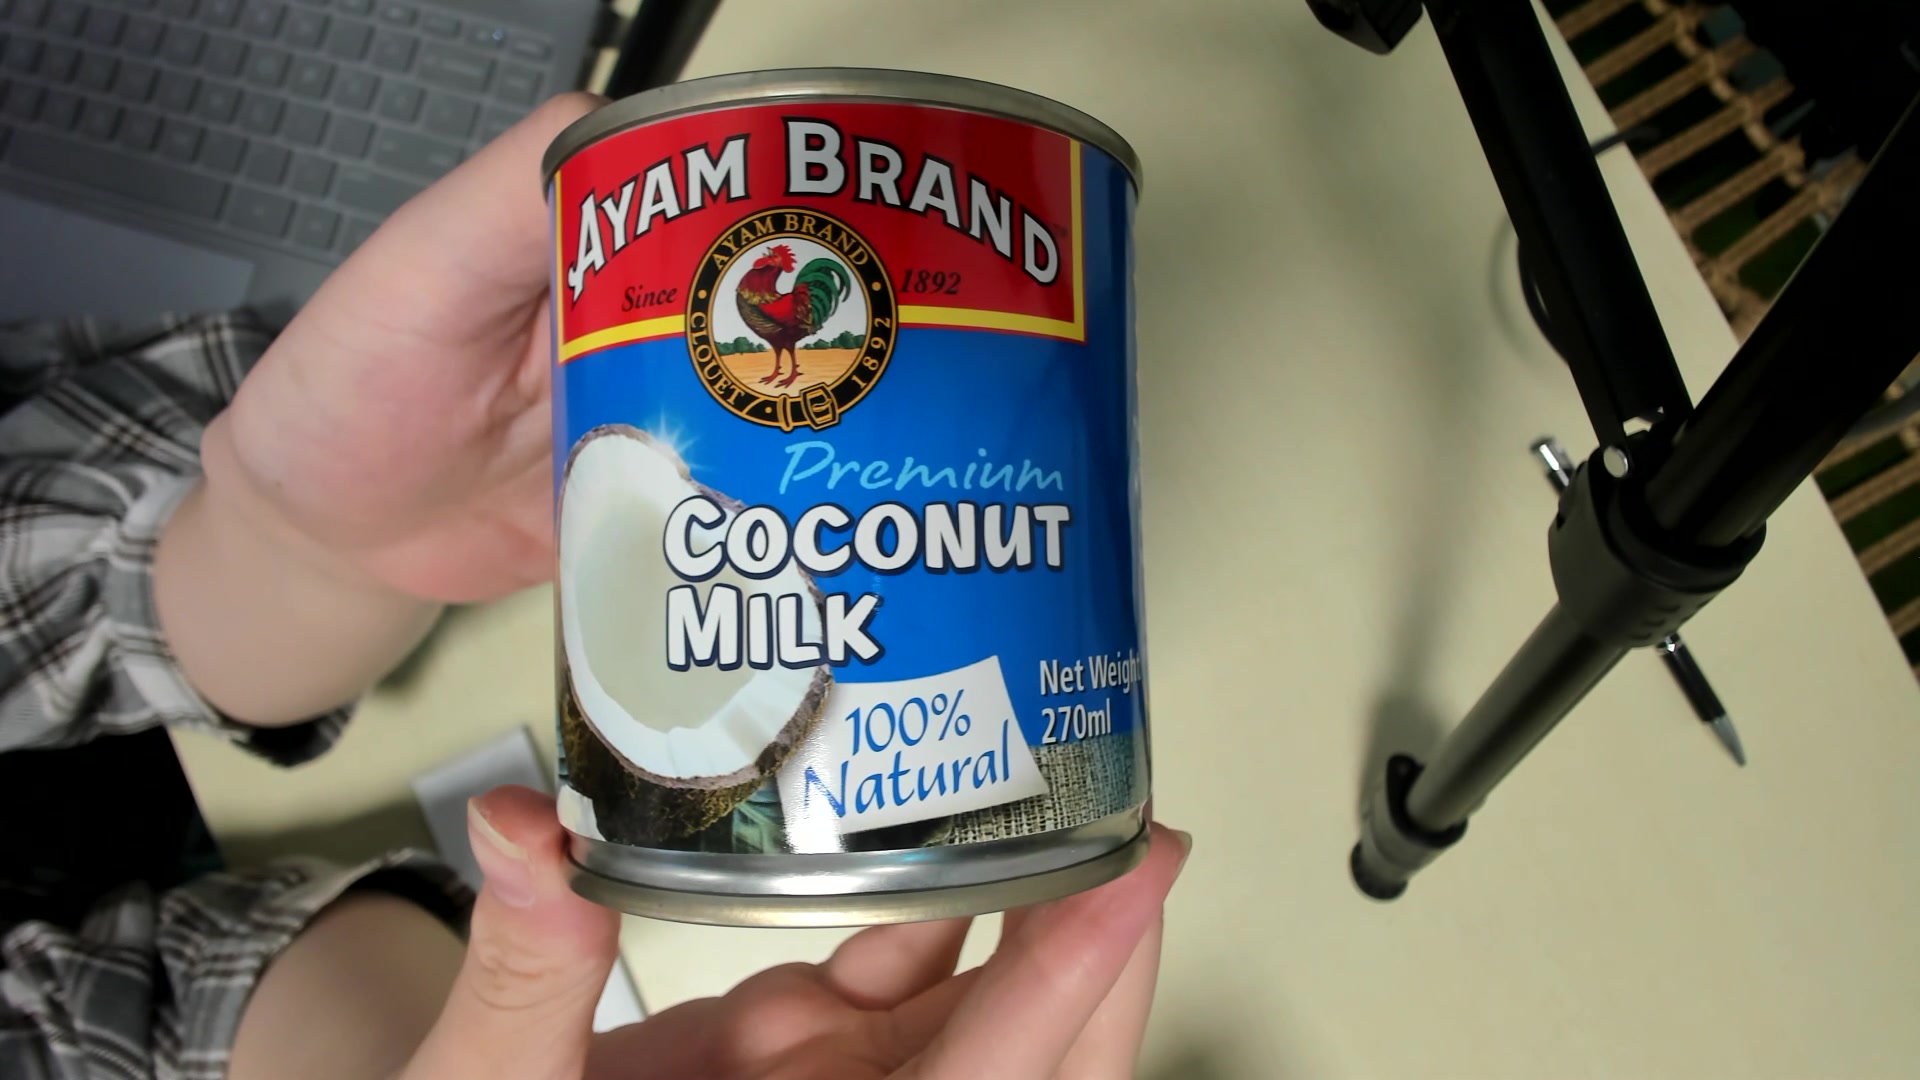 AYAM BRAND
Since 1892
AYAM BRAND
CLOUET 1892
Premium
COCONUT
MILK
100%
Natural
Net Weight
270ml